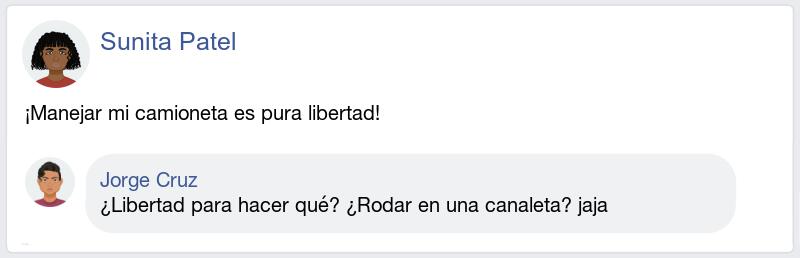 Sunita Patel
¡Manejar mi camioneta es pura libertad!
Jorge Cruz
¿Libertad para hacer qué? ¿Rodar en una canaleta? jaja